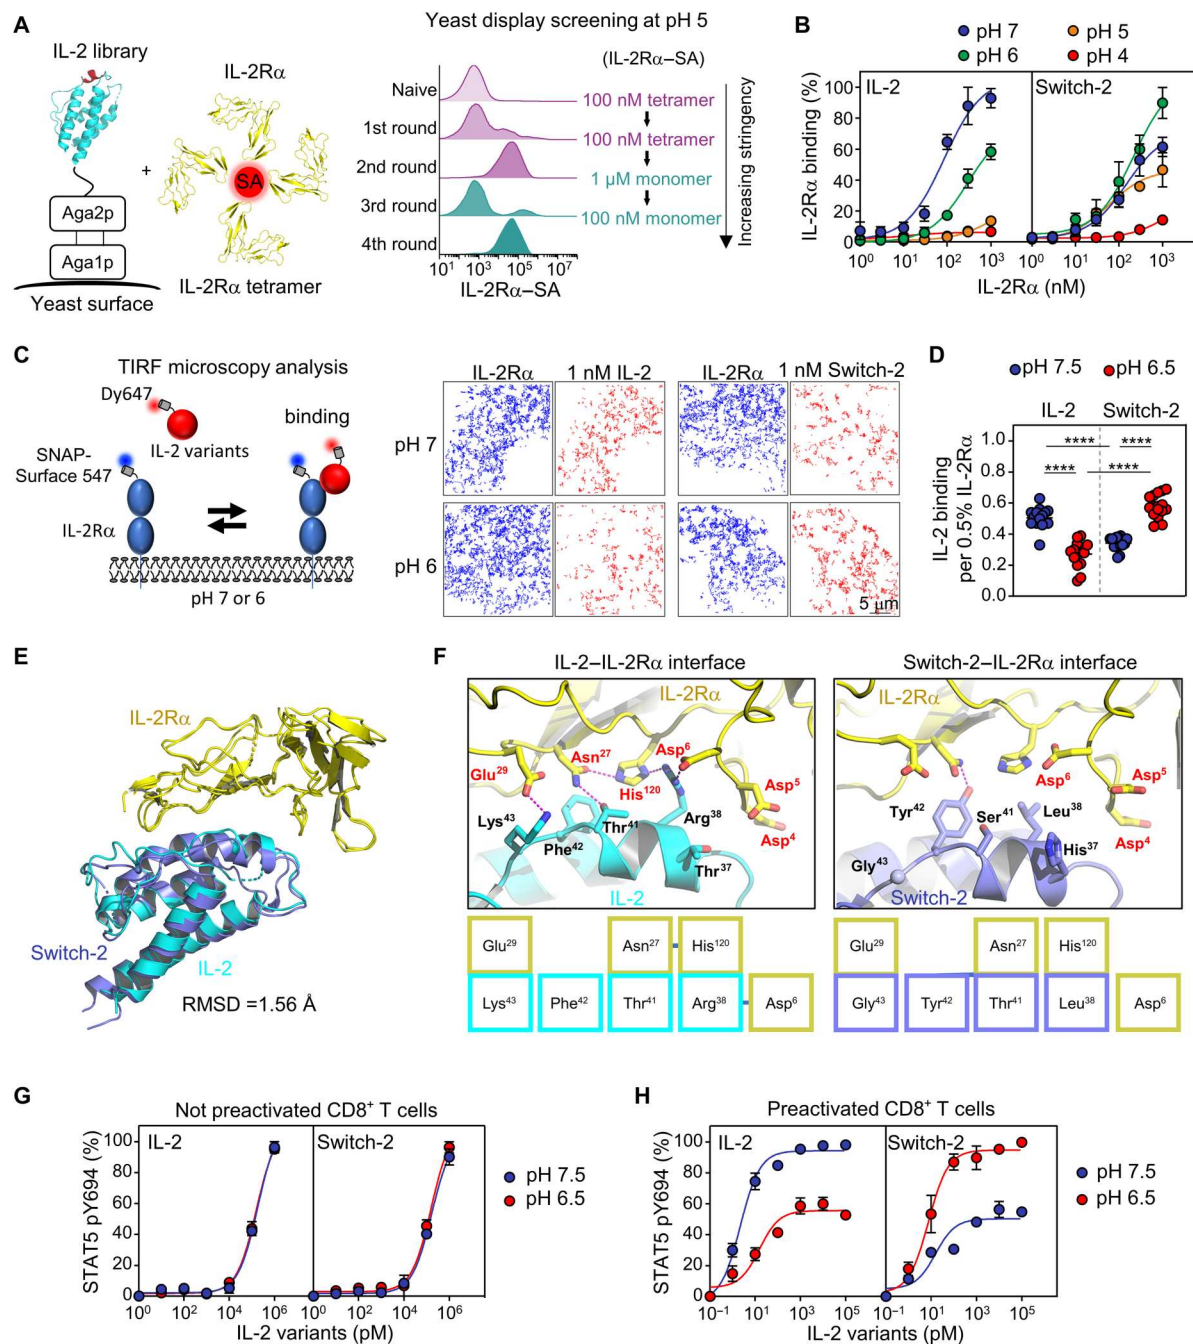 A
Yeast display screening at pH 5
IL-2 library
IL-2Rα
+
SA
Aga2p
Aga1p
Yeast surface
IL-2Rα tetramer
(IL-2Rα–SA)
Naive
100 nM tetramer
1st round
100 nM tetramer
2nd round
1 µM monomer
3rd round
100 nM monomer
4th round
Increasing stringency
10¹ 10³ 10⁵ 10⁷
IL-2Rα–SA
B
pH 7
pH 5
pH 6
pH 4
IL-2
Switch-2
IL-2Rα binding (%)
100
80
60
40
20
0
10⁰ 10¹ 10² 10³ 10⁰ 10¹ 10² 10³
IL-2Rα (nM)
C
TIRF microscopy analysis
Dy647
binding
IL-2 variants
SNAP-
Surface 547
IL-2Rα
pH 7 or 6
IL-2Rα 1 nM IL-2 IL-2Rα 1 nM Switch-2
pH 7
pH 6
5 µm
D
pH 7.5 pH 6.5
IL-2 Switch-2
IL-2 binding
per 0.5% IL-2Rα
1.0
0.8
0.6
0.4
0.2
0.0
**** ****
**** ****
E
IL-2Rα
Switch-2
IL-2
RMSD =1.56 Å
F
IL-2–IL-2Rα interface
IL-2Rα
Asn²⁷
Asp⁶
Glu²⁹
His¹²⁰
Asp⁵
Lys⁴³
Thr⁴¹
Arg³⁸
Asp⁴
Phe⁴²
Thr³⁷
IL-2
Glu²⁹ Asn²⁷ His¹²⁰
Lys⁴³ Phe⁴² Thr⁴¹ Arg³⁸ Asp⁶
Switch-2–IL-2Rα interface
IL-2Rα
Asp⁶
Asp⁵
Tyr⁴²
Ser⁴¹
Leu³⁸
Asp⁴
Gly⁴³
His³⁷
Switch-2
Glu²⁹ Asn²⁷ His¹²⁰
Gly⁴³ Tyr⁴² Thr⁴¹ Leu³⁸ Asp⁶
G
Not preactivated CD8⁺ T cells
IL-2
Switch-2
STAT5 pY694 (%)
100
80
60
40
20
0
10⁰ 10² 10⁴ 10⁶ 10⁰ 10² 10⁴ 10⁶
IL-2 variants (pM)
pH 7.5
pH 6.5
H
Preactivated CD8⁺ T cells
IL-2
Switch-2
STAT5 pY694 (%)
100
80
60
40
20
0
10⁻¹ 10¹ 10³ 10⁵ 10⁻¹ 10¹ 10³ 10⁵
IL-2 variants (pM)
pH 7.5
pH 6.5